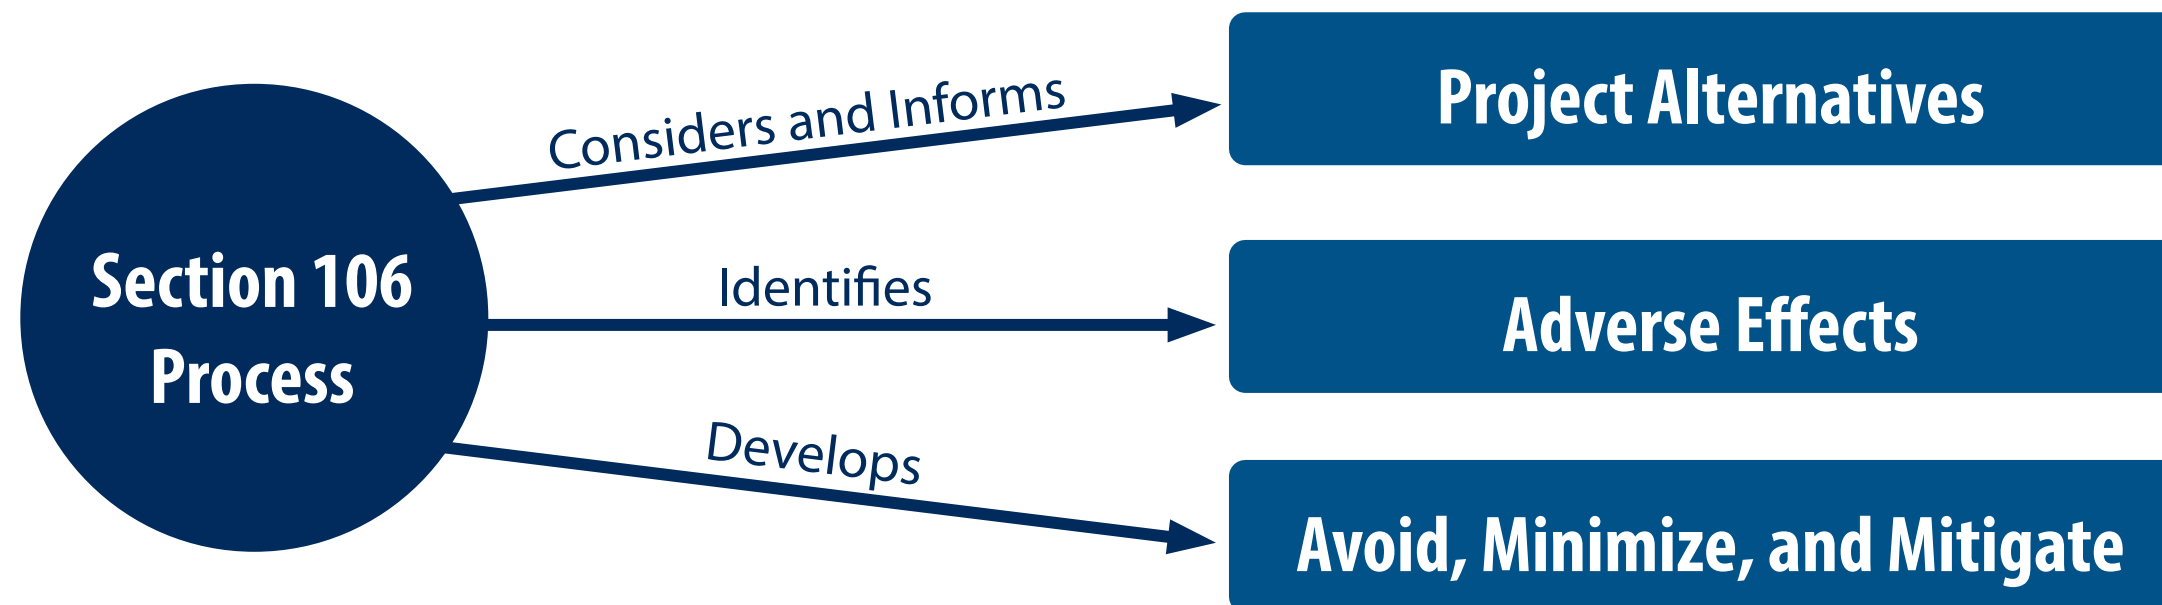 Section 106
Process
Considers and Informs
Project Alternatives
Identifies
Adverse Effects
Develops
Avoid, Minimize, and Mitigate